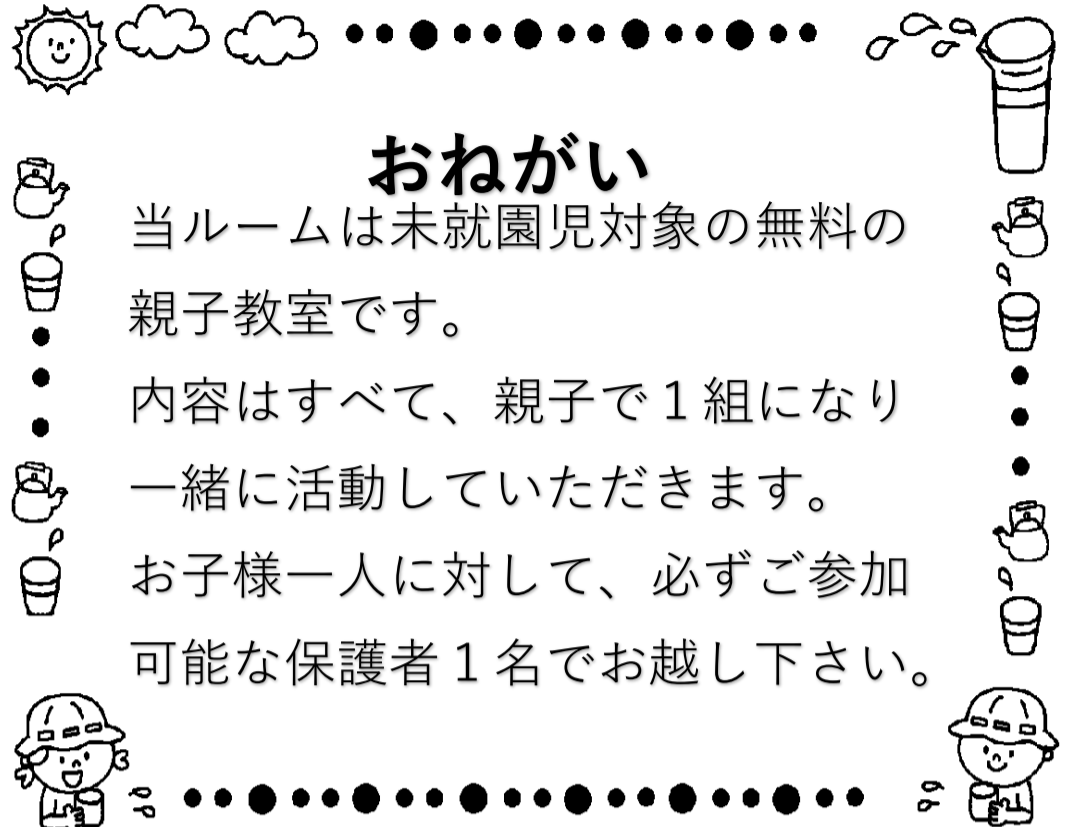 おねがい
当ルームは未就園児対象の無料の
親子教室です。
内容はすべて、親子で１組になり
一緒に活動していただきます。
お子様一人に対して、必ずご参加
可能な保護者１名でお越し下さい。